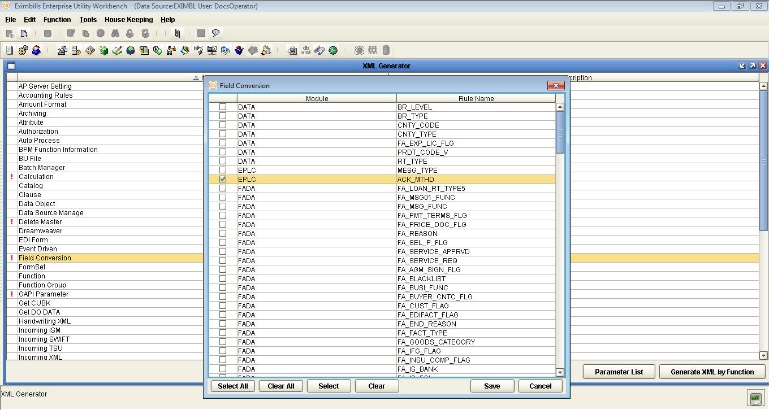 Eximbills Enterprise Utility Workbench (Data Source:EXIMBL User: DocsOperator)
File Edit Function Tools House Keeping Help
XML Generator
Field Conversion
Module Rule Name
AP Server Setting
Accounting Rules
Amount Format
Archiving
Attribute
Authorization
Auto Process
BPM Function Information
BU File
Batch Manager
! Calculation
Catalog
Clause
Data Object
Data Source Manage
! Delete Master
Dreamweaver
EDI Form
Event Driven
! Field Conversion
FormSet
Function
Function Group
! GAPI Parameter
Get CUBK
Get DO DATA
Handwriting XML
Incoming ISM
Incoming SWIFT
Incoming TSU
Incoming XML
DATA BR_LEVEL
DATA BR_TYPE
DATA CNTY_CODE
DATA CNTY_TYPE
DATA FA_EXP_LIC_FLG
DATA PRDT_CODE_V
DATA RT_TYPE
EPLC MESG_TYPE
EPLC ACK_MTHD
FADA FA_LOAN_RT_TYPE5
FADA FA_MSG01_FUNC
FADA FA_MSG_FUNC
FADA FA_PMT_TERMS_FLG
FADA FA_PRICE_DOC_FLG
FADA FA_REASON
FADA FA_SEL_P_FLG
FADA FA_SERVICE_APPRVD
FADA FA_SERVICE_REQ
FADA FA_AGM_SIGN_FLG
FADA FA_BLACKLIST
FADA FA_BUSI_FUNC
FADA FA_BUYER_CNTC_FLG
FADA FA_CUST_FLAG
FADA FA_EDIFACT_FLAG
FADA FA_END_REASON
FADA FA_FACT_TYPE
FADA FA_GOODS_CATEGORY
FADA FA_IFC_FLAG
FADA FA_INSU_COMP_FLAG
FADA FA_IS_BANK
Select All Clear All Select Clear Save Cancel
Parameter List Generate XML by Function
XML Generator